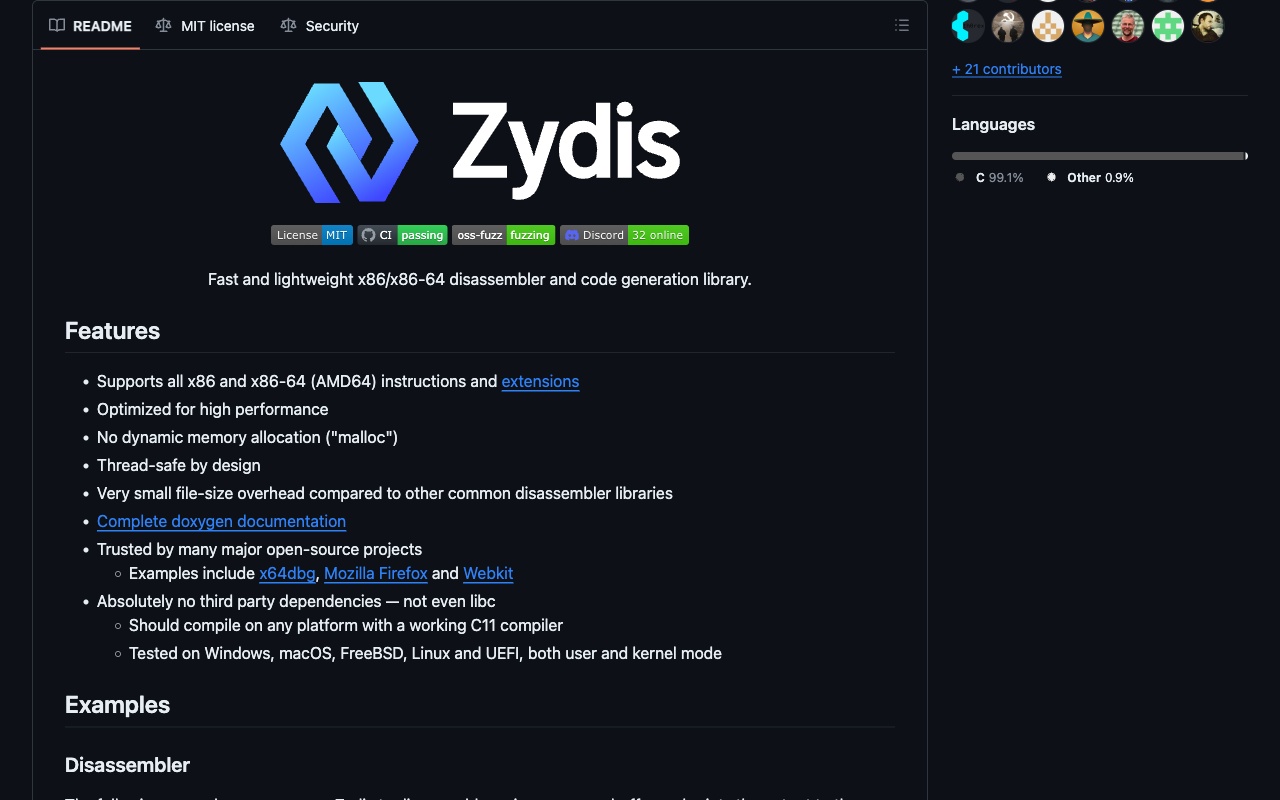 README
MIT license
Security
Zydis
License MIT
CI passing
oss-fuzz fuzzing
Discord 32 online
Fast and lightweight x86/x86-64 disassembler and code generation library.
Features
Supports all x86 and x86-64 (AMD64) instructions and extensions
Optimized for high performance
No dynamic memory allocation ("malloc")
Thread-safe by design
Very small file-size overhead compared to other common disassembler libraries
Complete doxygen documentation
Trusted by many major open-source projects
Examples include x64dbg, Mozilla Firefox and Webkit
Absolutely no third party dependencies — not even libc
Should compile on any platform with a working C11 compiler
Tested on Windows, macOS, FreeBSD, Linux and UEFI, both user and kernel mode
Examples
Disassembler
+ 21 contributors
Languages
C 99.1%
Other 0.9%